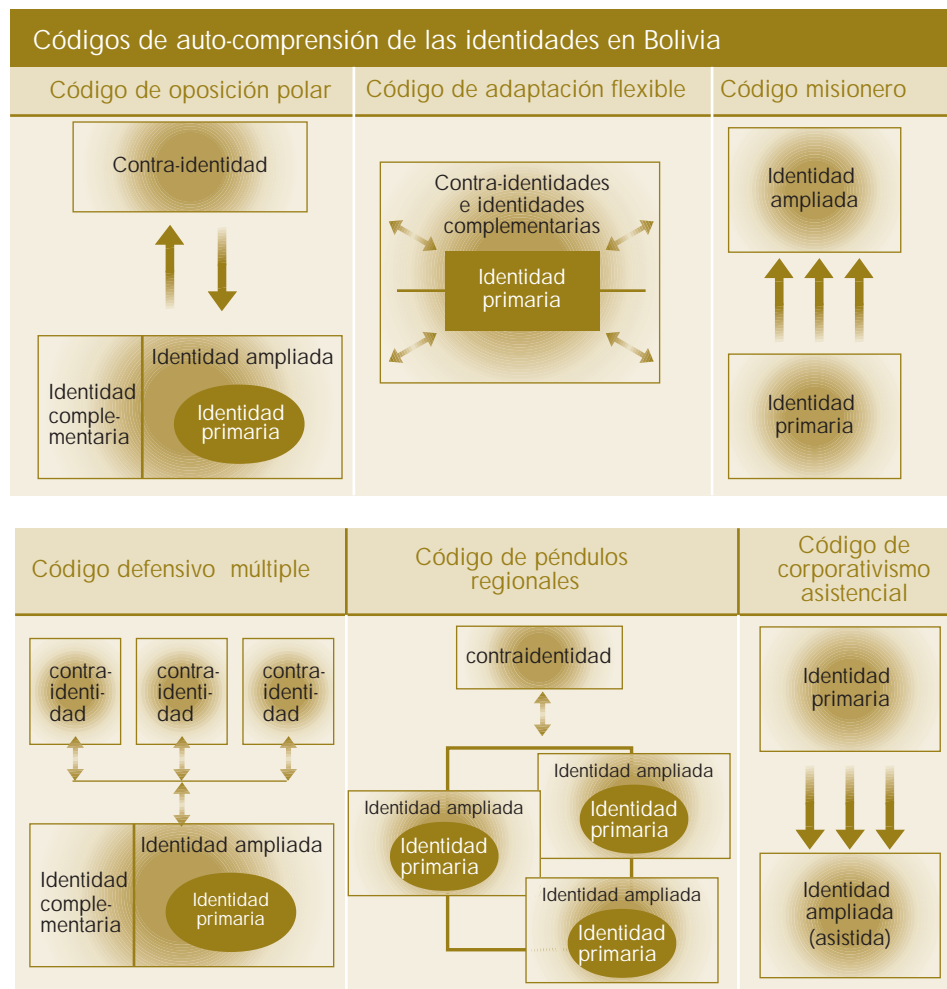 Códigos de auto-comprensión de las identidades en Bolivia
Código de oposición polar
Contra-identidad
Identidad ampliada
Identidad
comple-
mentaria
Identidad
primaria
Código de adaptación flexible
Contra-identidades
e identidades
complementarias
Identidad
primaria
Código misionero
Identidad
ampliada
Identidad
primaria
Código defensivo múltiple
contra-
identi-
dad
contra-
identi-
dad
contra-
identi-
dad
Identidad ampliada
Identidad
comple-
mentaria
Identidad
primaria
Código de péndulos
regionales
contraidentidad
Identidad ampliada
Identidad
primaria
Identidad ampliada
Identidad
primaria
Identidad ampliada
Identidad
primaria
Código de
corporativismo
asistencial
Identidad
primaria
Identidad
ampliada
(asistida)